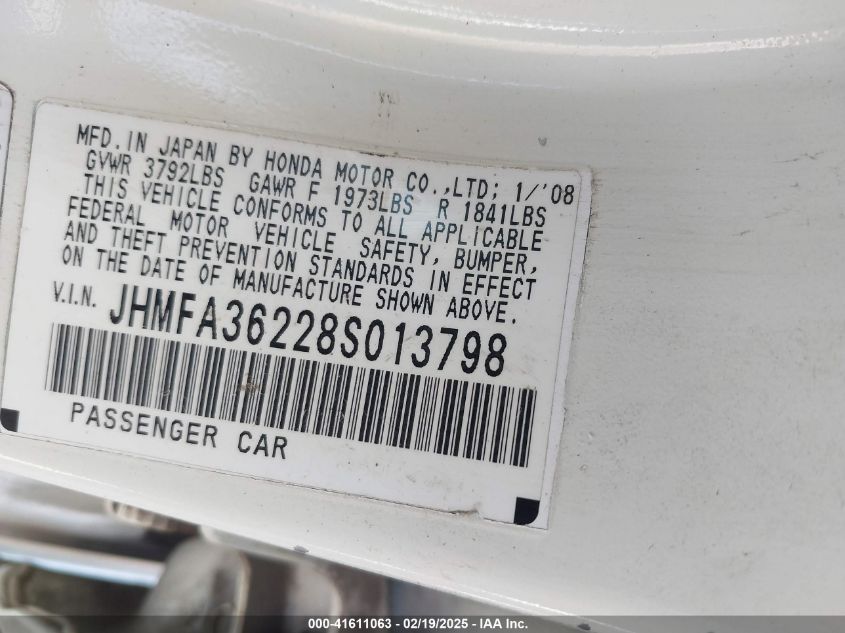 MFD. IN JAPAN BY HONDA MOTOR CO.,LTD; 1/'08
GVWR 3792LBS GAWR F 1973LBS R 1841LBS
THIS VEHICLE CONFORMS TO ALL APPLICABLE
FEDERAL MOTOR VEHICLE SAFETY, BUMPER,
AND THEFT PREVENTION STANDARDS IN EFFECT
ON THE DATE OF MANUFACTURE SHOWN ABOVE.
V.I.N. JHMFA36228S013798
PASSENGER CAR
000-41611063 - 02/19/2025 - IAA Inc.